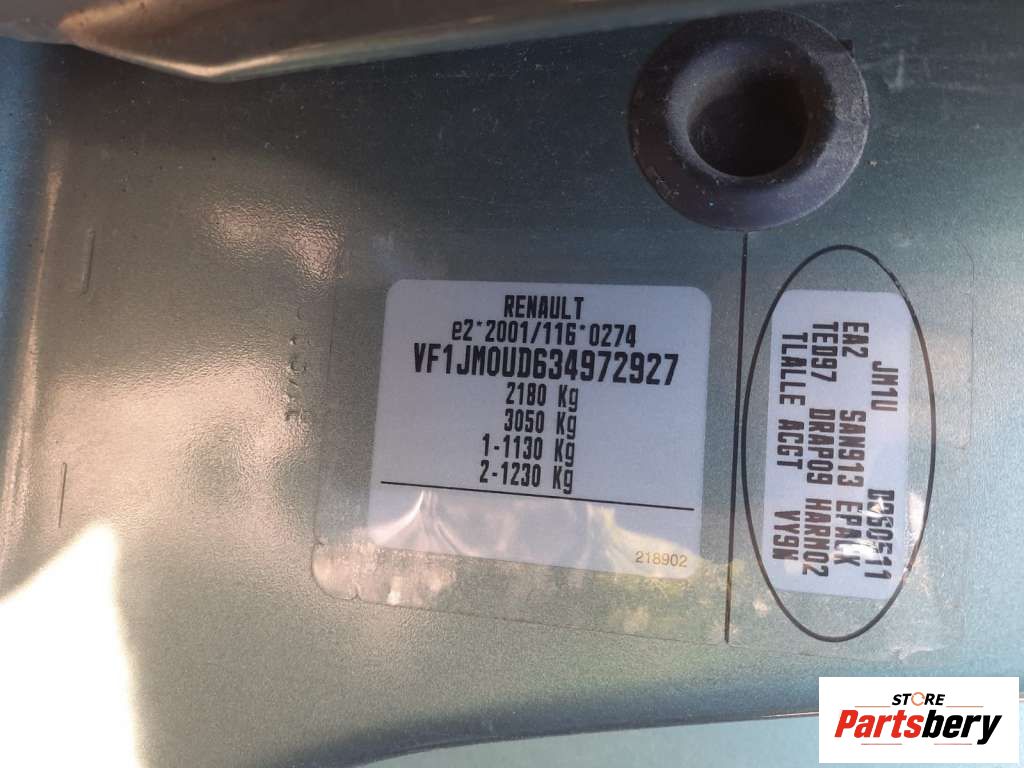 RENAULT
e2*2001/116*0274
VF1JM0UD634972927
2180 Kg
3050 Kg
1-1130 Kg
2-1230 Kg
218902
JM1U
EA2 SAN913 EPACK
TED97 DRAP09 HARM02
TLALLE ACGT VV9N
STORE
Partsbery